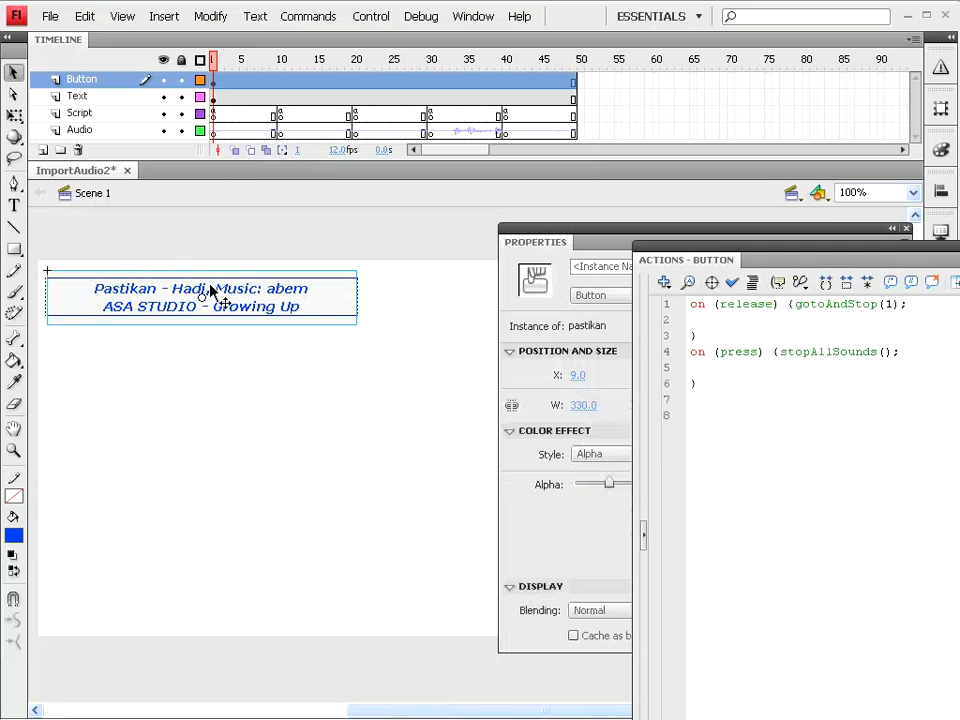 Fl File Edit View Insert Modify Text Commands Control Debug Window Help ESSENTIALS
TIMELINE
1 5 10 15 20 25 30 35 40 45 50 55 60 65 70 75 80 85 90
Button
Text
Script
Audio
1 12.0fps 0.0s
ImportAudio2*
Scene 1 100%
PROPERTIES
ACTIONS - BUTTON
<Instance Na
Button
Instance of: pastikan
POSITION AND SIZE
X: 9.0
W: 330.0
COLOR EFFECT
Style: Alpha
Alpha:
DISPLAY
Blending: Normal
Cache as b
1 on (release) {gotoAndStop(1);
2
3 }
4 on (press) {stopAllSounds();
5
6 }
7
8
Pastikan - Hadi, Music: abem
ASA STUDIO - Growing Up